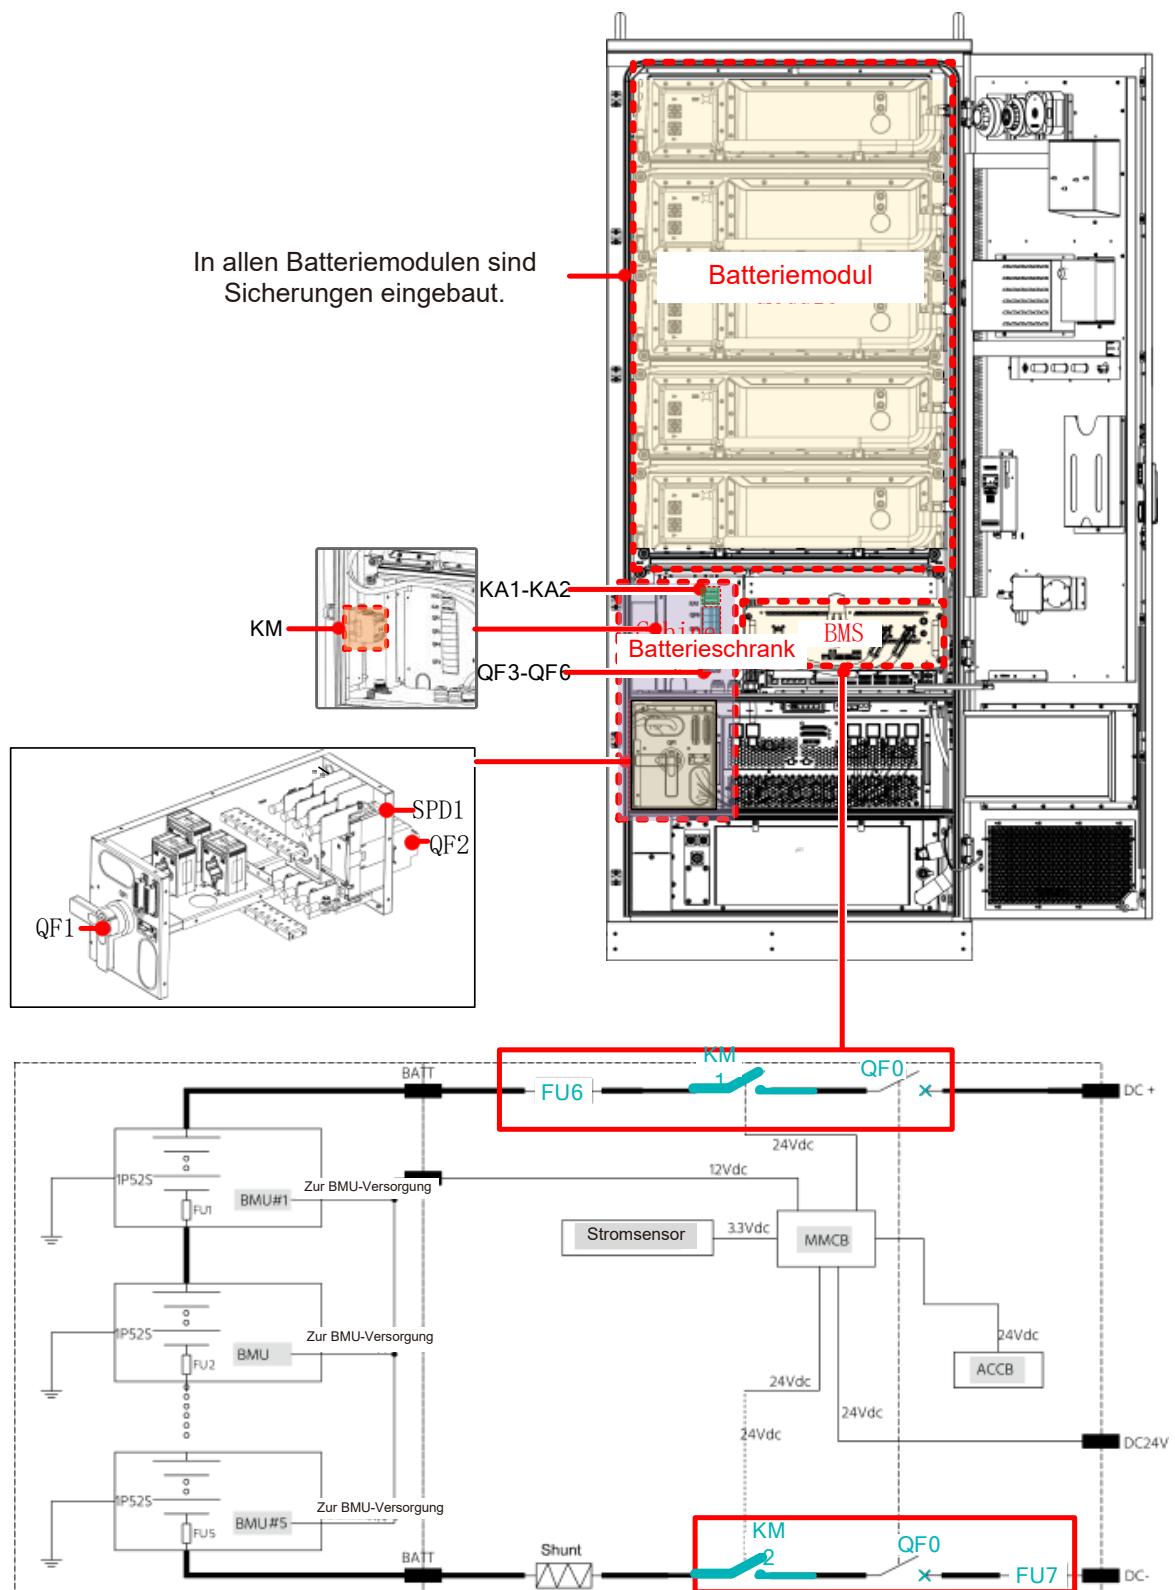 In allen Batteriemodulen sind
Sicherungen eingebaut.
Batteriemodul
KA1-KA2
KM
Batterieschrank
BMS
QF3-QF6
SPD1
QF2
QF1
KM
1
QF0
BATT
FU6
DC +
24Vdc
12Vdc
1P52S
Zur BMU-Versorgung
BMU#1
FU1
Stromsensor
3.3Vdc
MMCB
1P52S
Zur BMU-Versorgung
BMU
FU2
24Vdc
ACCB
24Vdc
24Vdc
24Vdc
DC24V
1P52S
Zur BMU-Versorgung
BMU#5
FU5
KM
2
QF0
BATT
Shunt
FU7
DC-